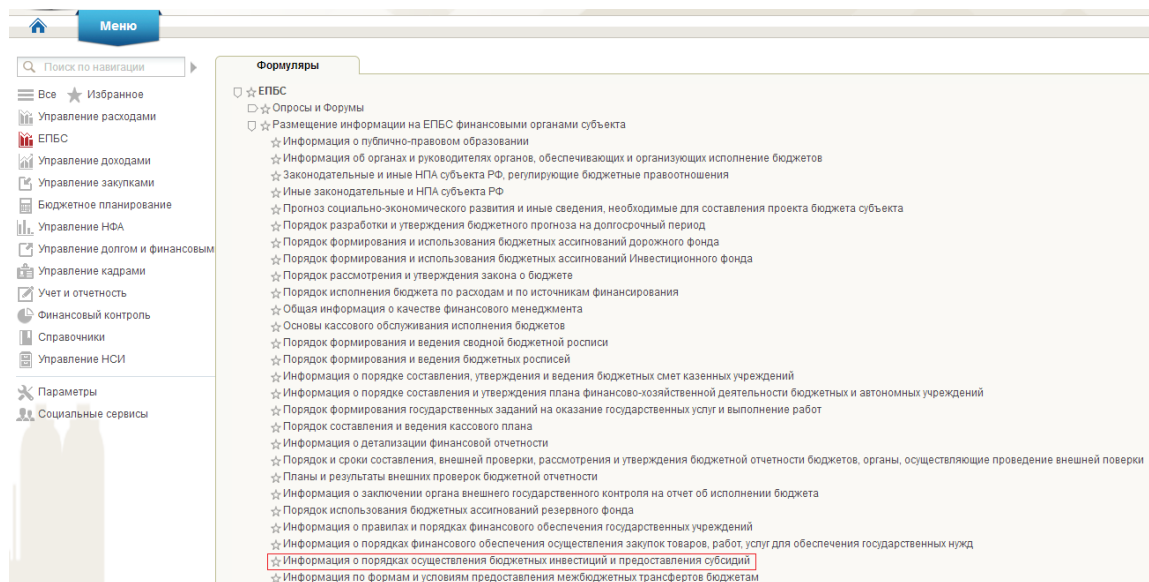 Меню
Поиск по навигации
Все Избранное
Управление расходами
ЕПБС
Управление доходами
Управление закупками
Бюджетное планирование
Управление НФА
Управление долгом и финансовым
Управление кадрами
Учет и отчетность
Финансовый контроль
Справочники
Управление НСИ
Параметры
Социальные сервисы
Формуляры
ЕПБС
Опросы и Форумы
Размещение информации на ЕПБС финансовыми органами субъекта
Информация о публично-правовом образовании
Информация об органах и руководителях органов, обеспечивающих и организующих исполнение бюджетов
Законодательные и иные НПА субъекта РФ, регулирующие бюджетные правоотношения
Иные законодательные и НПА субъекта РФ
Прогноз социально-экономического развития и иные сведения, необходимые для составления проекта бюджета субъекта
Порядок разработки и утверждения бюджетного прогноза на долгосрочный период
Порядок формирования и использования бюджетных ассигнований дорожного фонда
Порядок формирования и использования бюджетных ассигнований Инвестиционного фонда
Порядок рассмотрения и утверждения закона о бюджете
Порядок исполнения бюджета по расходам и по источникам финансирования
Общая информация о качестве финансового менеджмента
Основы кассового обслуживания исполнения бюджетов
Порядок формирования и ведения сводной бюджетной росписи
Порядок формирования и ведения бюджетных росписей
Информация о порядке составления, утверждения и ведения бюджетных смет казенных учреждений
Информация о порядке составления и утверждения плана финансово-хозяйственной деятельности бюджетных и автономных учреждений
Порядок формирования государственных заданий на оказание государственных услуг и выполнение работ
Порядок составления и ведения кассового плана
Информация о детализации финансовой отчетности
Порядок и сроки составления, внешней проверки, рассмотрения и утверждения бюджетной отчетности бюджетов, органы, осуществляющие проведение внешней поверки
Планы и результаты внешних проверок бюджетной отчетности
Информация о заключении органа внешнего государственного контроля на отчет об исполнении бюджета
Порядок использования бюджетных ассигнований резервного фонда
Информация о правилах и порядках финансового обеспечения государственных учреждений
Информация о порядках финансового обеспечения осуществления закупок товаров, работ, услуг для обеспечения государственных нужд
Информация о порядках осуществления бюджетных инвестиций и предоставления субсидий
Информация по формам и условиям предоставления межбюджетных трансфертов бюджетам